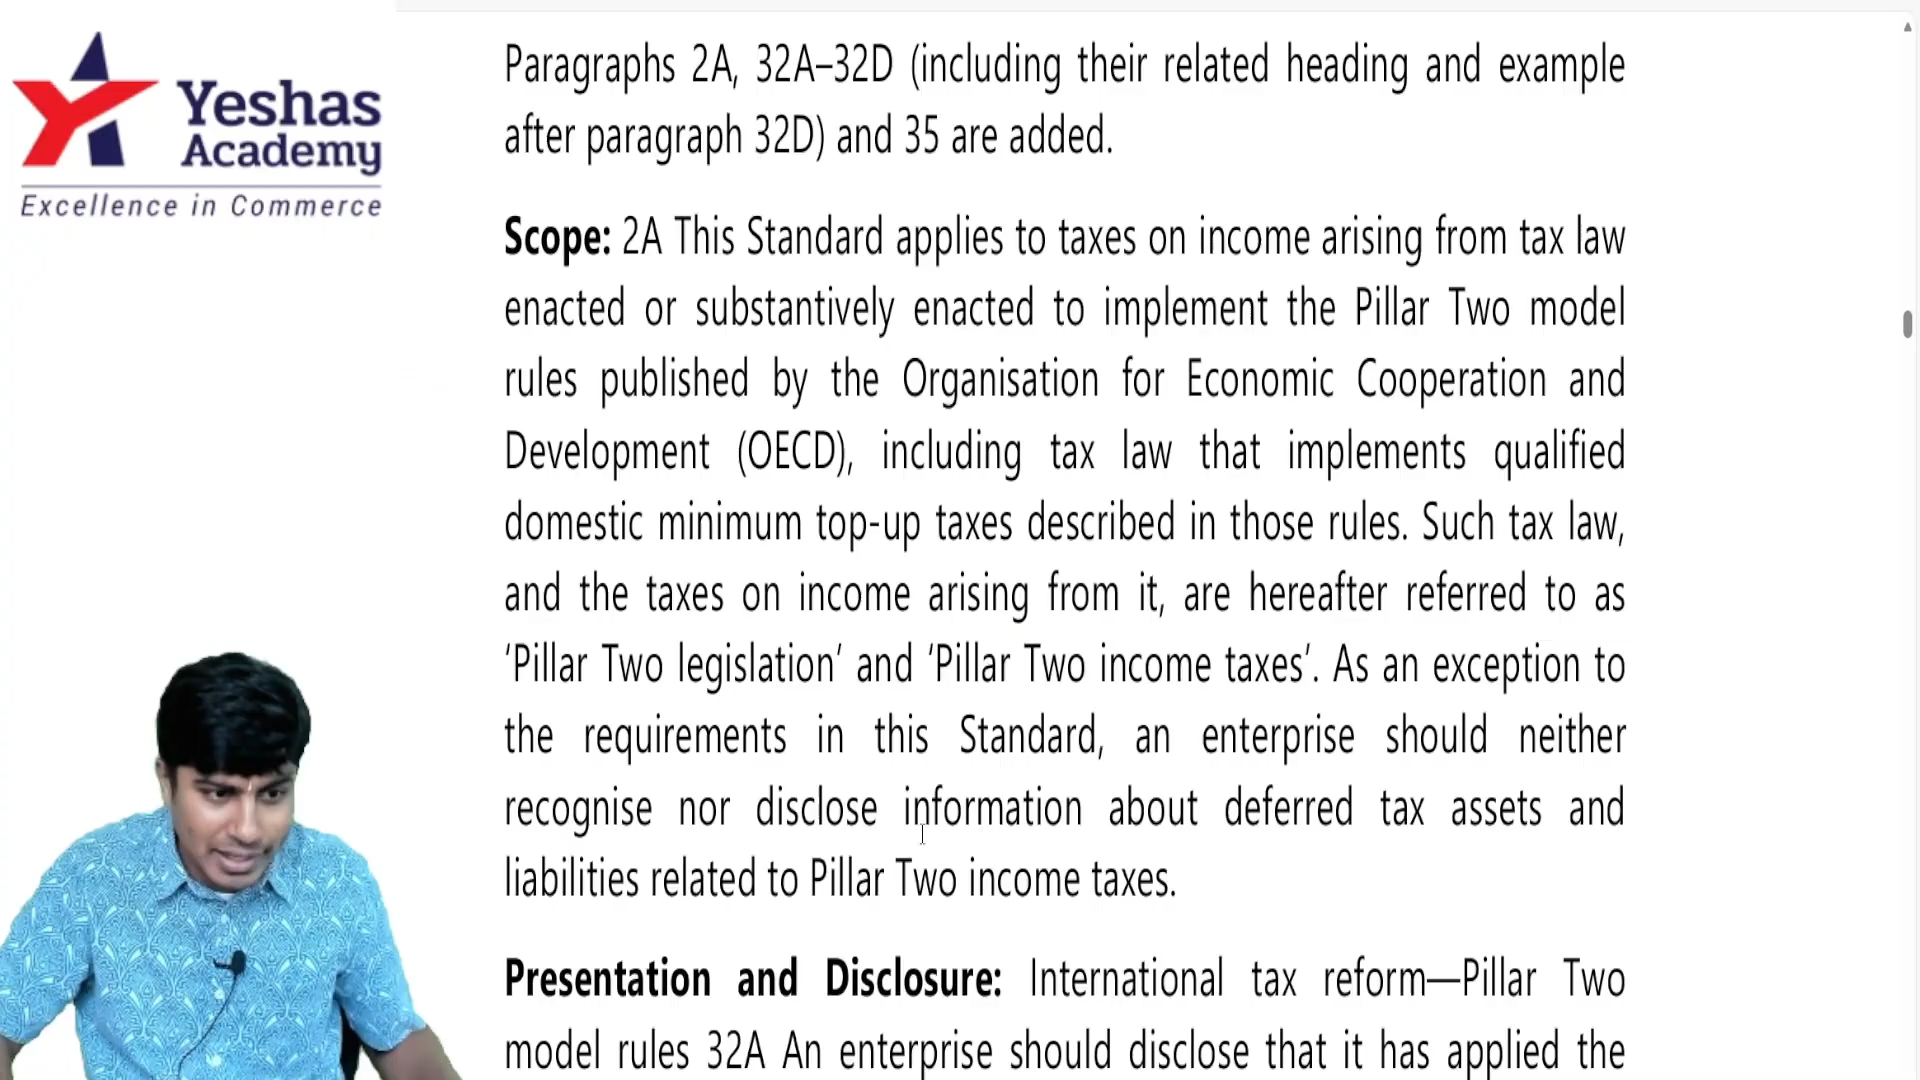 Yeshas
Academy
Excellence in Commerce
Paragraphs 2A, 32A–32D (including their related heading and example
after paragraph 32D) and 35 are added.
Scope: 2A This Standard applies to taxes on income arising from tax law
enacted or substantively enacted to implement the Pillar Two model
rules published by the Organisation for Economic Cooperation and
Development (OECD), including tax law that implements qualified
domestic minimum top-up taxes described in those rules. Such tax law,
and the taxes on income arising from it, are hereafter referred to as
‘Pillar Two legislation’ and ‘Pillar Two income taxes’. As an exception to
the requirements in this Standard, an enterprise should neither
recognise nor disclose information about deferred tax assets and
liabilities related to Pillar Two income taxes.
Presentation and Disclosure: International tax reform—Pillar Two
model rules 32A An enterprise should disclose that it has applied the